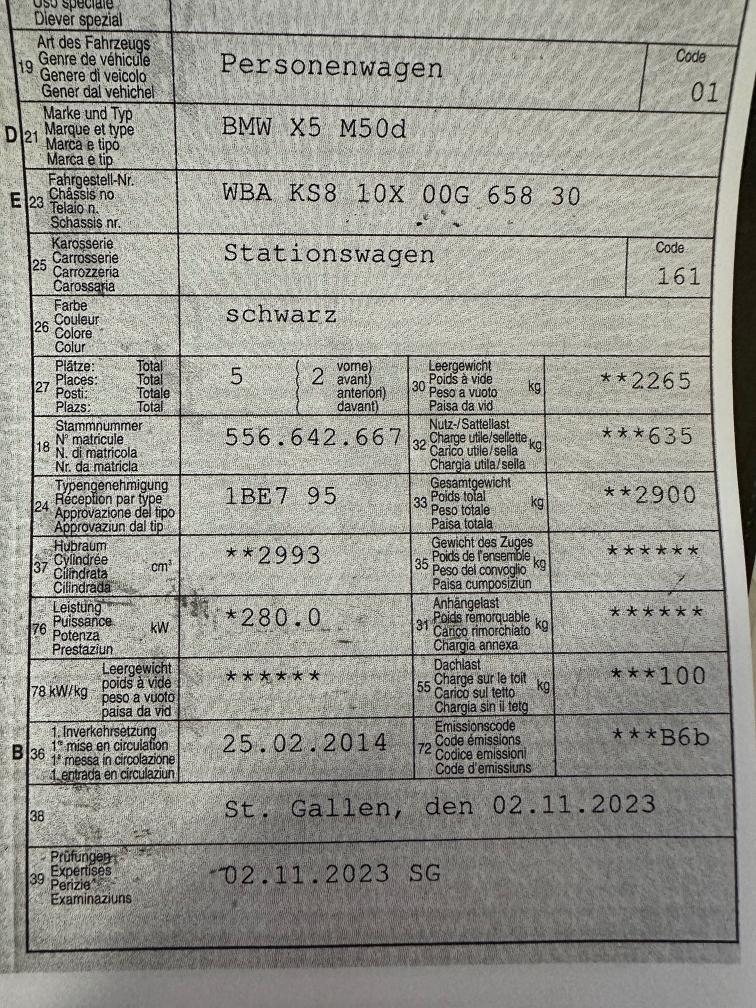 Uso speciale
Diever spezial
19 Art des Fahrzeugs
Genre de véhicule
Genere di veicolo
Gener dal vehichel
Personenwagen
Code
01
D 21 Marke und Typ
Marque et type
Marca e tipo
Marca e tip
BMW X5 M50d
E 23 Fahrgestell-Nr.
Châssis no
Telaio n.
Schassis nr.
WBA KS8 10X 00G 658 30
25 Karosserie
Carrosserie
Carrozzeria
Carossaria
Stationswagen
Code
161
26 Farbe
Couleur
Colore
Colur
schwarz
27 Plätze: Total
Places: Total
Posti: Totale
Plazs: Total
5 ( 2 vorne)
avant)
anteriori)
davant)
30 Leergewicht
Poids à vide kg
Peso a vuoto
Paisa da vid
**2265
18 Stammnummer
N° matricule
N. di matricola
Nr. da matricla
556.642.667
32 Nutz-/Sattellast
Charge utile/sellette kg
Carico utile/sella
Chargia utila/sella
***635
24 Typengenehmigung
Réception par type
Approvazione del tipo
Approvaziun dal tip
1BE7 95
33 Gesamtgewicht
Poids total kg
Peso totale
Paisa totala
**2900
37 Hubraum
Cylindrée cm³
Cilindrata
Cilindrada
**2993
35 Gewicht des Zuges
Poids de l'ensemble kg
Peso del convoglio
Paisa cumposiziun
******
76 Leistung
Puissance kW
Potenza
Prestaziun
*280.0
31 Anhängelast
Poids remorquable kg
Carico rimorchiato
Chargia annexa
******
78 kW/kg Leergewicht
poids à vide
peso a vuoto
paisa da vid
******
55 Dachlast
Charge sur le toit kg
Carico sul tetto
Chargia sin il tetg
***100
B 36 1. Inverkehrsetzung
1re mise en circulation
1a messa in circolazione
1. entrada en circulaziun
25.02.2014
72 Emissionscode
Code émissions
Codice emissioni
Code d'emissiuns
***B6b
38 St. Gallen, den 02.11.2023
39 Prüfungen
Expertises
Perizie
Examinaziuns
02.11.2023 SG